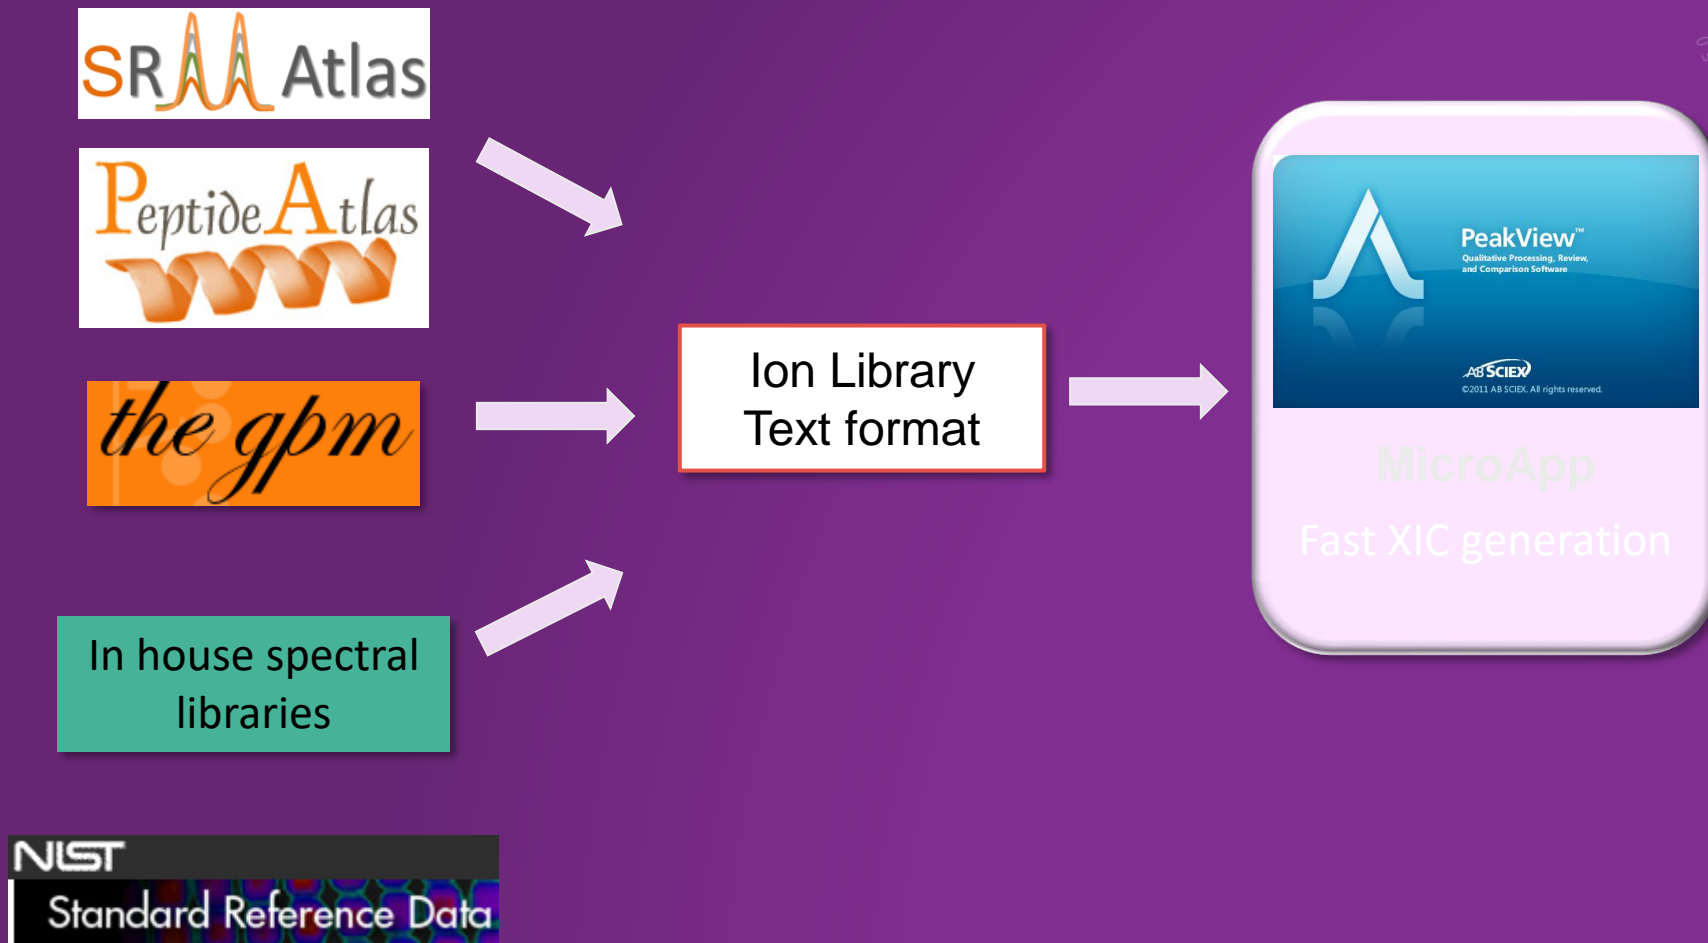 SRM Atlas
PeptideAtlas
the gpm
In house spectral
libraries
NIST
Standard Reference Data
Ion Library
Text format
PeakView™
Qualitative Processing, Review,
and Comparison Software
AB SCIEX
©2011 AB SCIEX. All rights reserved.
MicroApp
Fast XIC generation